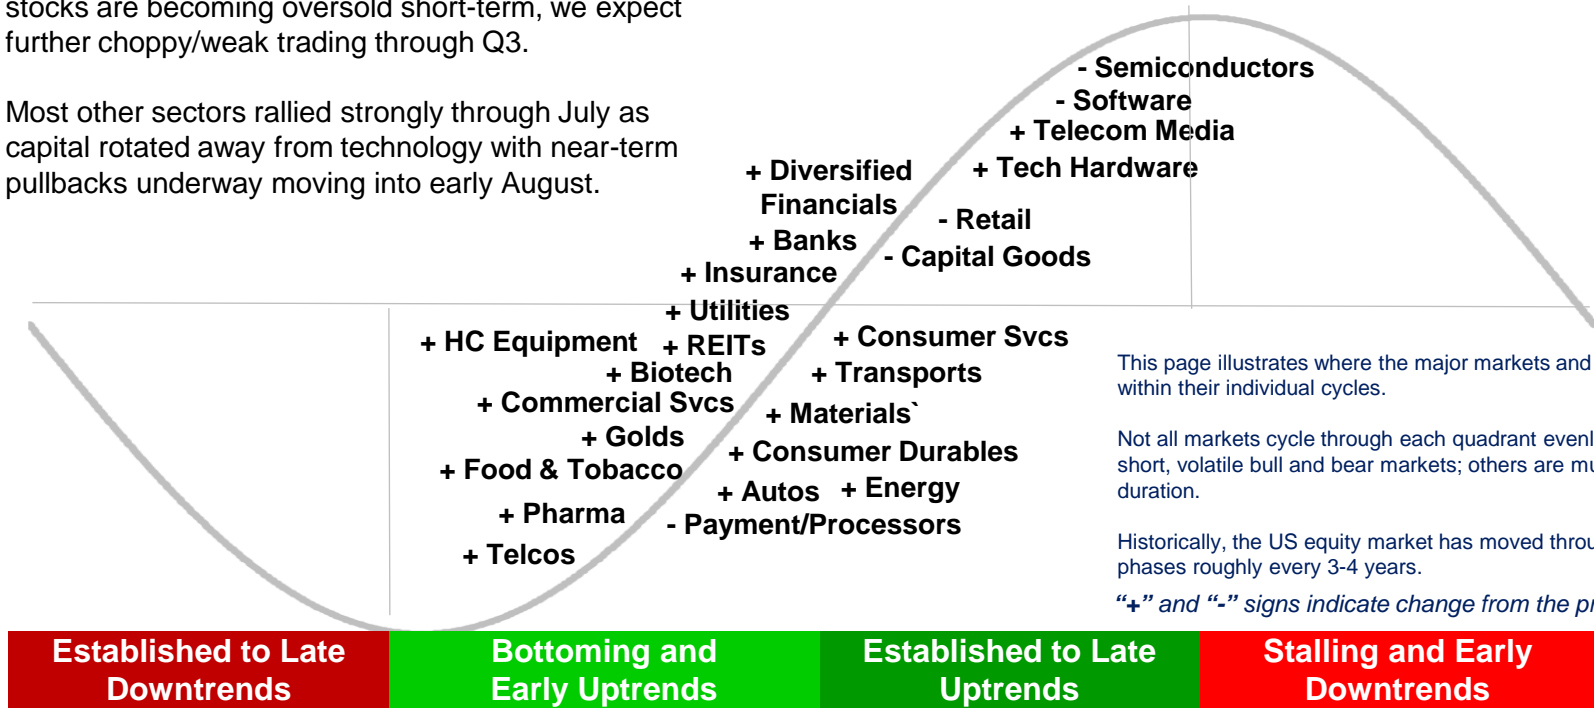 stocks are becoming oversold short-term, we expect
further choppy/weak trading through Q3.
Most other sectors rallied strongly through July as
capital rotated away from technology with near-term
pullbacks underway moving into early August.
- Semiconductors
- Software
+ Telecom Media
+ Tech Hardware
+ Diversified
Financials
- Retail
+ Banks
- Capital Goods
+ Insurance
+ Utilities
+ HC Equipment
+ REITs
+ Consumer Svcs
+ Biotech
+ Transports
+ Commercial Svcs
+ Materials`
+ Golds
+ Consumer Durables
+ Food & Tobacco
+ Autos
+ Energy
+ Pharma
- Payment/Processors
+ Telcos
This page illustrates where the major markets and
within their individual cycles.
Not all markets cycle through each quadrant evenl
short, volatile bull and bear markets; others are mu
duration.
Historically, the US equity market has moved throu
phases roughly every 3-4 years.
“+” and “-” signs indicate change from the pr
Established to Late
Downtrends
Bottoming and
Early Uptrends
Established to Late
Uptrends
Stalling and Early
Downtrends